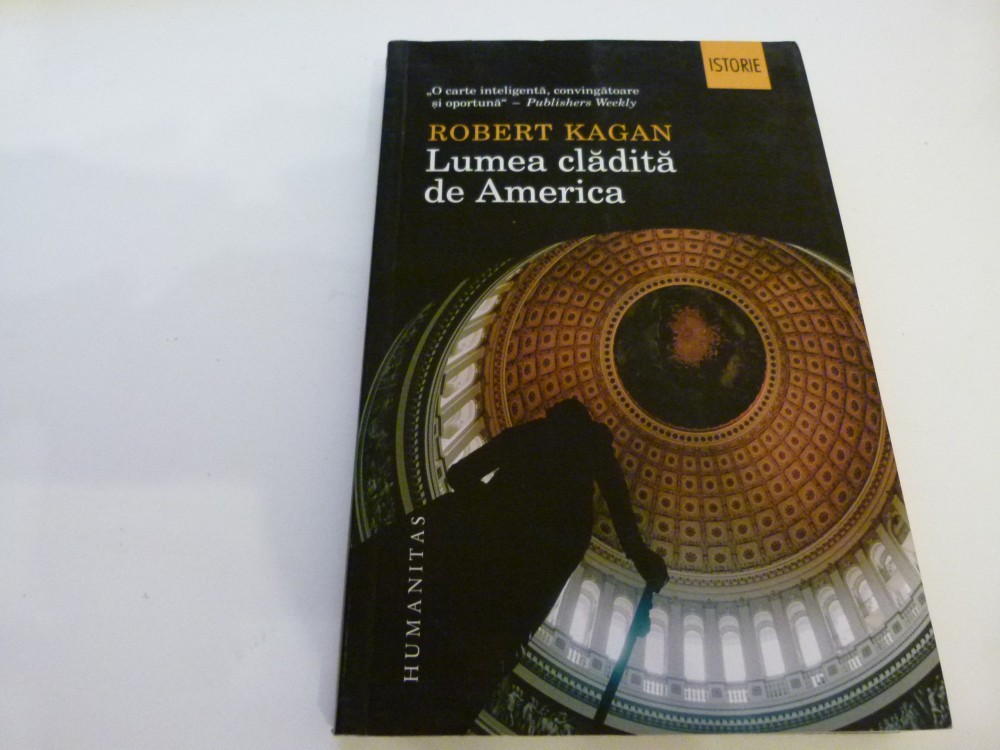 ISTORIE
„O carte inteligentă, convingătoare
și oportună“ – Publishers Weekly
ROBERT KAGAN
Lumea clădită
de America
HUMANITAS